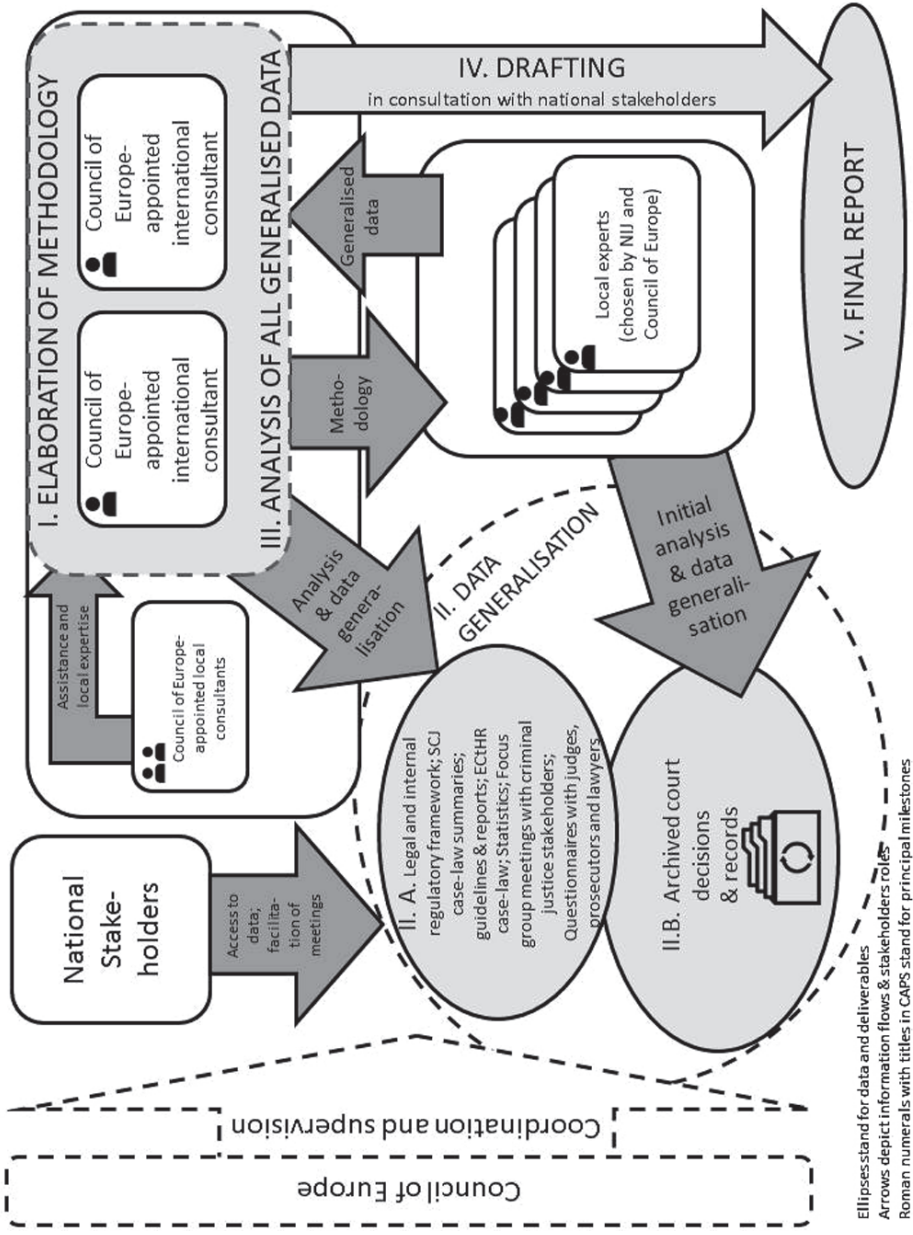 Council of Europe
Coordination and supervision
National
Stake-
holders
Access to
data;
facilita-
tion of
meetings
Assistance and
local expertise
Council of Europe-
appointed local
consultants
I. ELABORATION OF METHODOLOGY
Council of
Europe-
appointed
international
consultant
Council of
Europe-
appointed
international
consultant
III. ANALYSIS OF ALL GENERALISED DATA
Analysis
& data
genera-
lisation
Metho-
dology
Generalised
data
IV. DRAFTING
in consultation with national stakeholders
II. DATA
GENERALISATION
II. A. Legal and internal
regulatory framework; SCJ
case-law summaries;
guidelines & reports; ECtHR
case-law; Statistics; Focus
group meetings with criminal
justice stakeholders;
Questionnaires with judges,
prosecutors and lawyers
Local experts
(chosen by NIJ and
Council of Europe)
Initial
analysis
& data
generali-
sation
II.B. Archived court
decisions
& records
V. FINAL REPORT
Ellipses stand for data and deliverables
Arrows depict information flows & stakeholders roles
Roman numerals with titles in CAPS stand for principal milestones